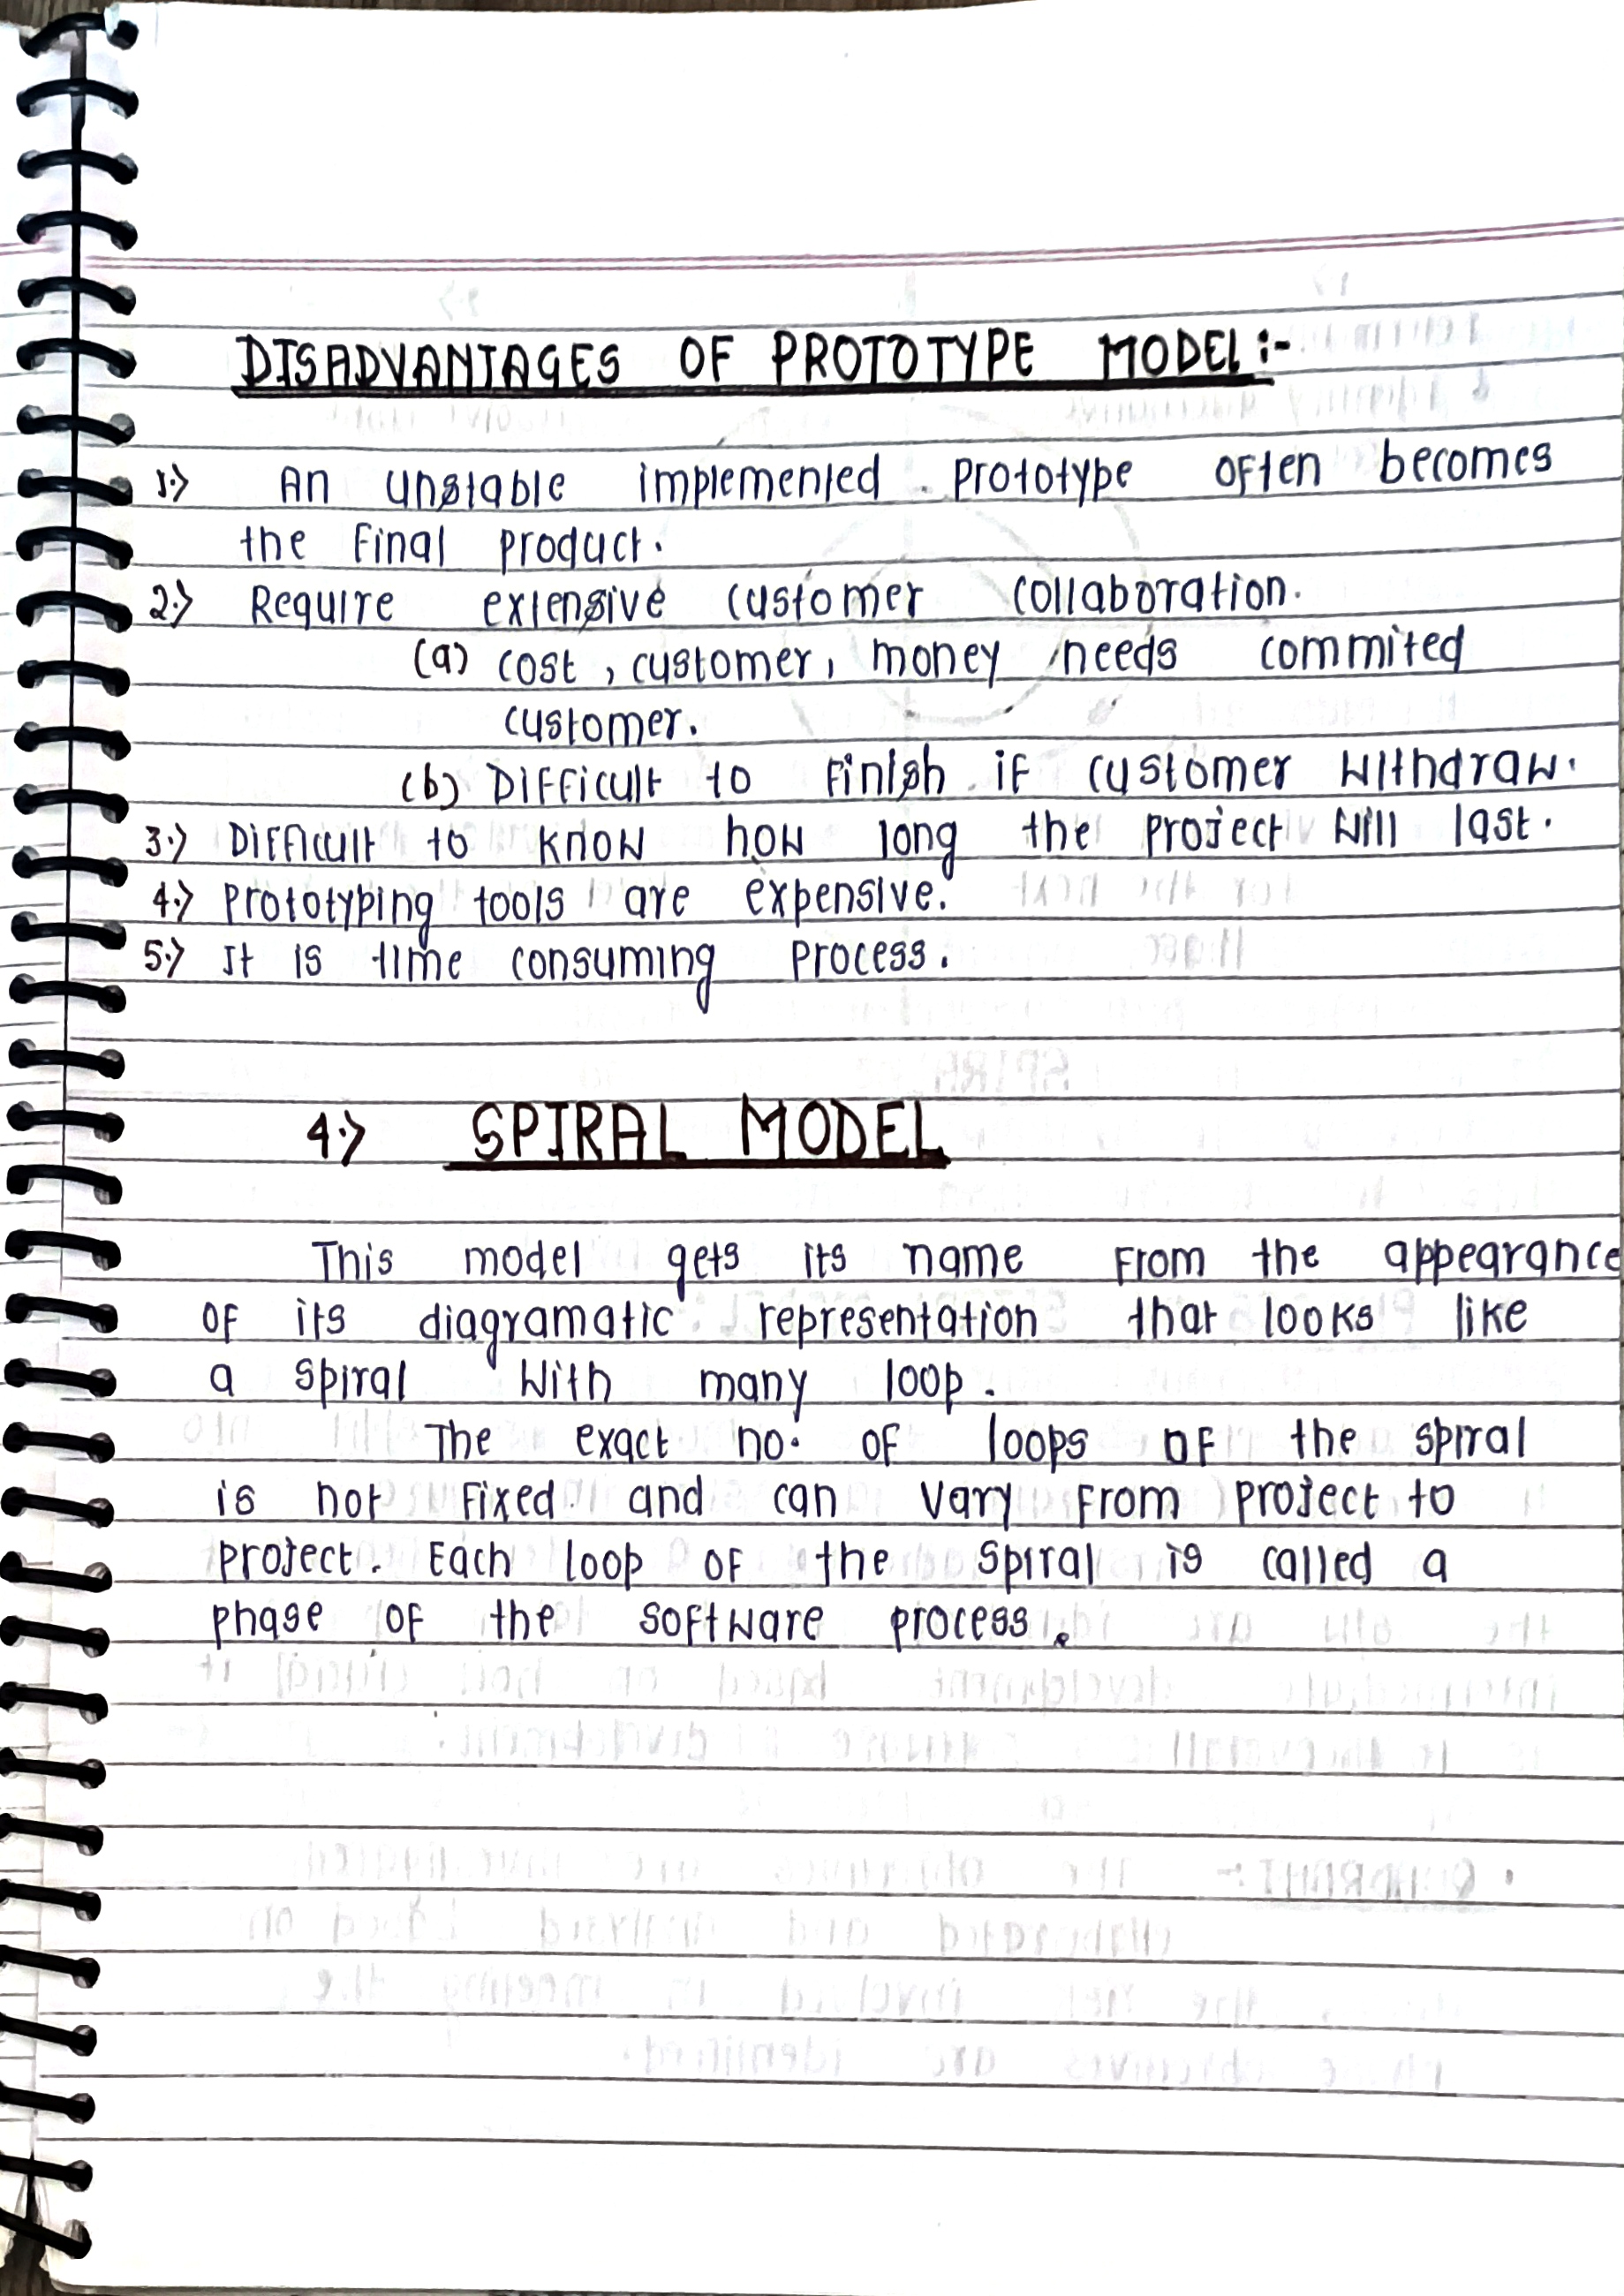 DISADVANTAGES OF PROTOTYPE MODEL :-
1.) An unstable implemented prototype often becomes
the final product.
2.) Require extensive customer collaboration.
(a) cost, customer, money needs commited
customer.
(b) Difficult to finish if customer withdraw.
3.) Difficult to know how long the project will last.
4.) Prototyping tools are expensive.
5.) It is time consuming process.
4.) SPIRAL MODEL
This model gets its name from the appearance
of its diagramatic representation that looks like
a spiral with many loop.
The exact no. of loops of the spiral
is not fixed and can vary from project to
project. Each loop of the spiral is called a
phase of the software process.